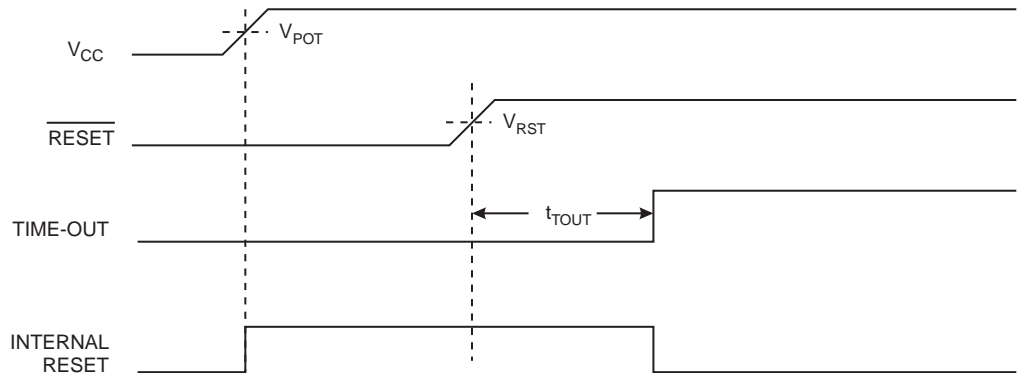 V_CC
V_POT
RESET
V_RST
TIME-OUT
t_TOUT
INTERNAL
RESET